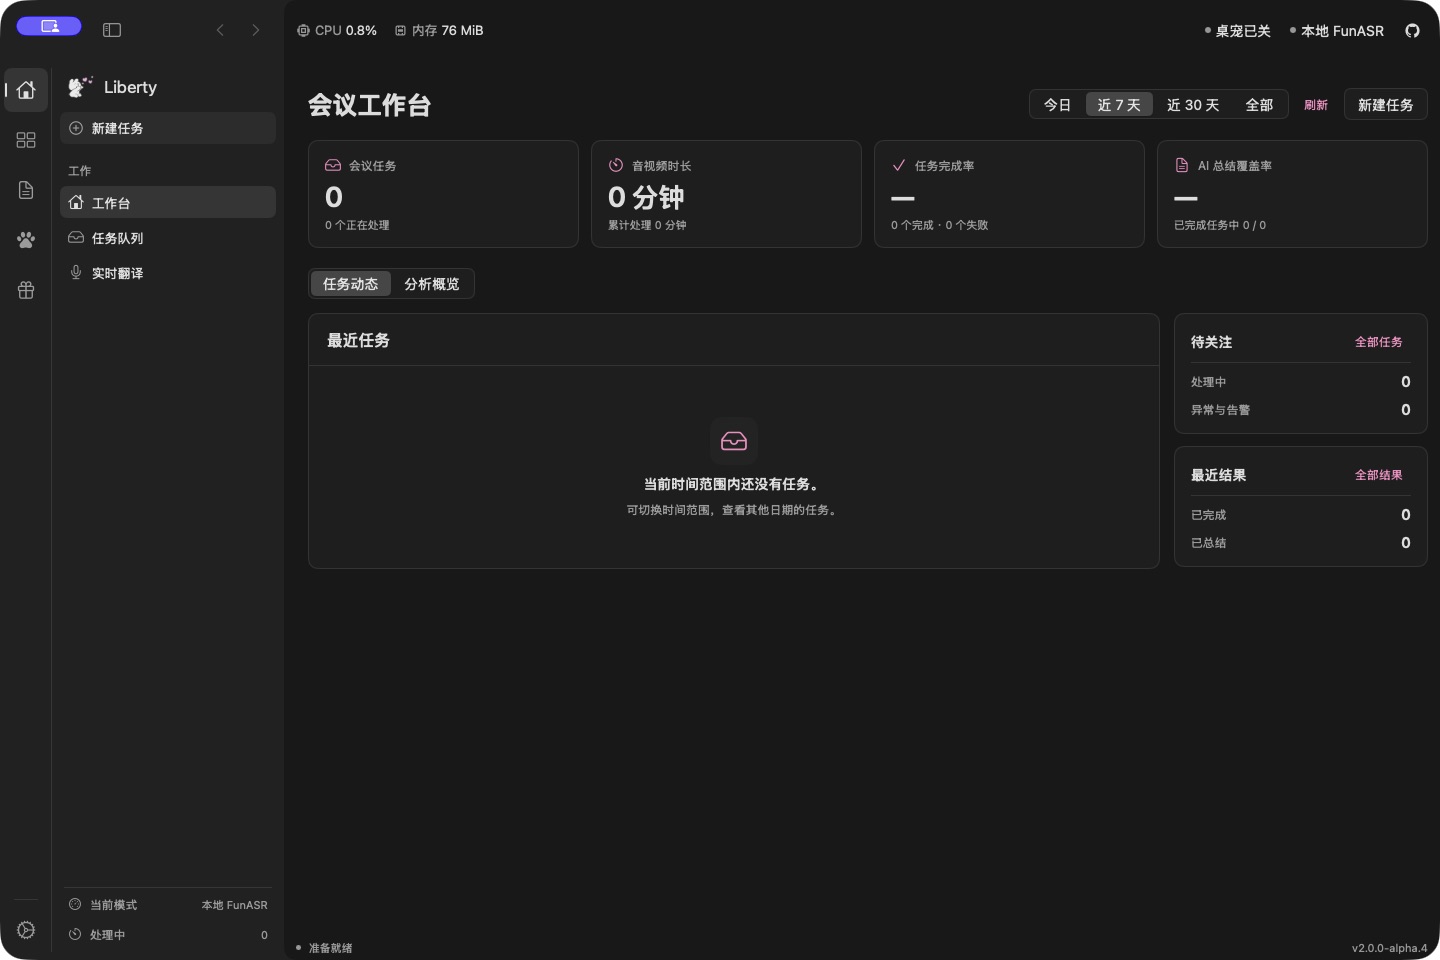 CPU 0.8% 内存 76 MiB 桌宠已关 本地 FunASR
Liberty
新建任务
工作
工作台
任务队列
实时翻译
当前模式 本地 FunASR
处理中 0
会议工作台
今日 近 7 天 近 30 天 全部 刷新 新建任务
会议任务
0
0 个正在处理
音视频时长
0 分钟
累计处理 0 分钟
任务完成率
—
0 个完成 · 0 个失败
AI 总结覆盖率
—
已完成任务中 0 / 0
任务动态 分析概览
最近任务
当前时间范围内还没有任务。
可切换时间范围，查看其他日期的任务。
待关注 全部任务
处理中 0
异常与告警 0
最近结果 全部结果
已完成 0
已总结 0
准备就绪
v2.0.0-alpha.4